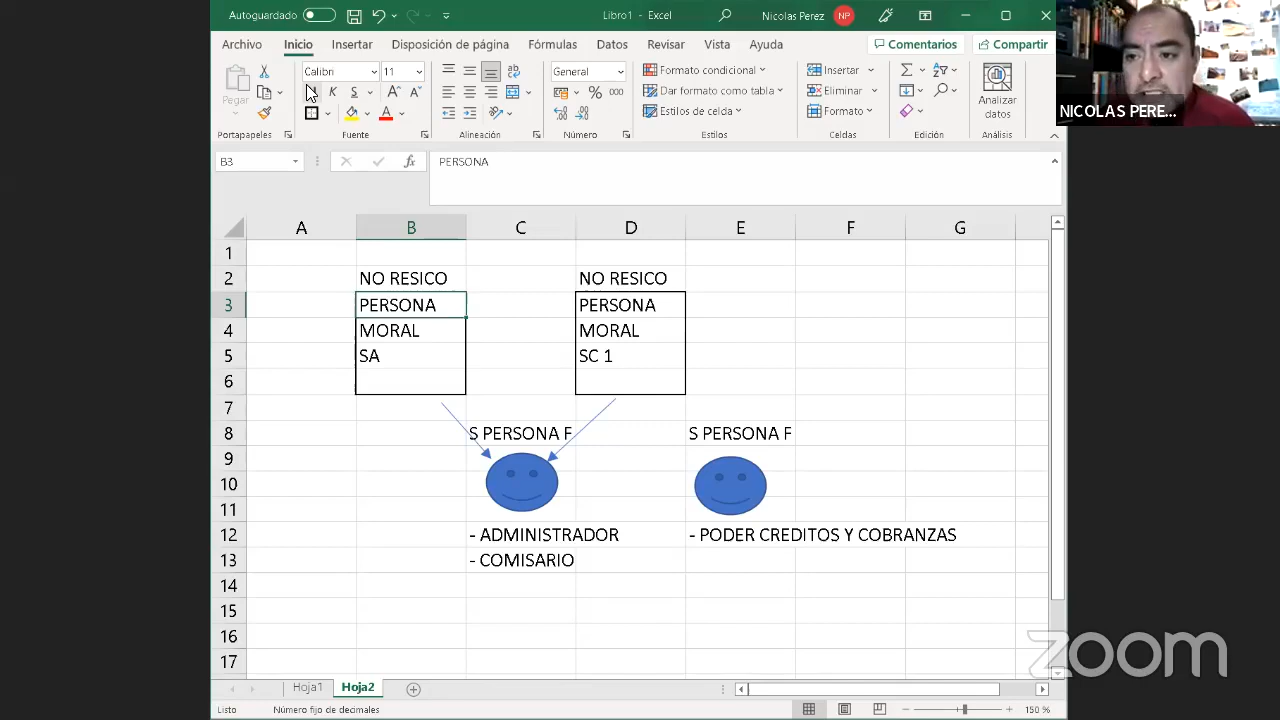 Autoguardado
Libro1 - Excel
Nicolas Perez NP
Archivo Inicio Insertar Disposición de página Fórmulas Datos Revisar Vista Ayuda Comentarios Compartir
Pegar
Calibri 11
K S
A A
A
General
% 000
Formato condicional
Dar formato como tabla
Estilos de celda
Insertar
Eliminar
Formato
Analizar
datos
Portapapeles Fuente Alineación Número Estilos Celdas Edición Análisis
NICOLAS PERE...
B3 fx PERSONA
A B C D E F G
1
2 NO RESICO NO RESICO
3 PERSONA PERSONA
4 MORAL MORAL
5 SA SC 1
6
7
8 S PERSONA F S PERSONA F
9
10
11
12 - ADMINISTRADOR - PODER CREDITOS Y COBRANZAS
13 - COMISARIO
14
15
16
17
zoom
Hoja1 Hoja2
Listo Número fijo de decimales 150 %